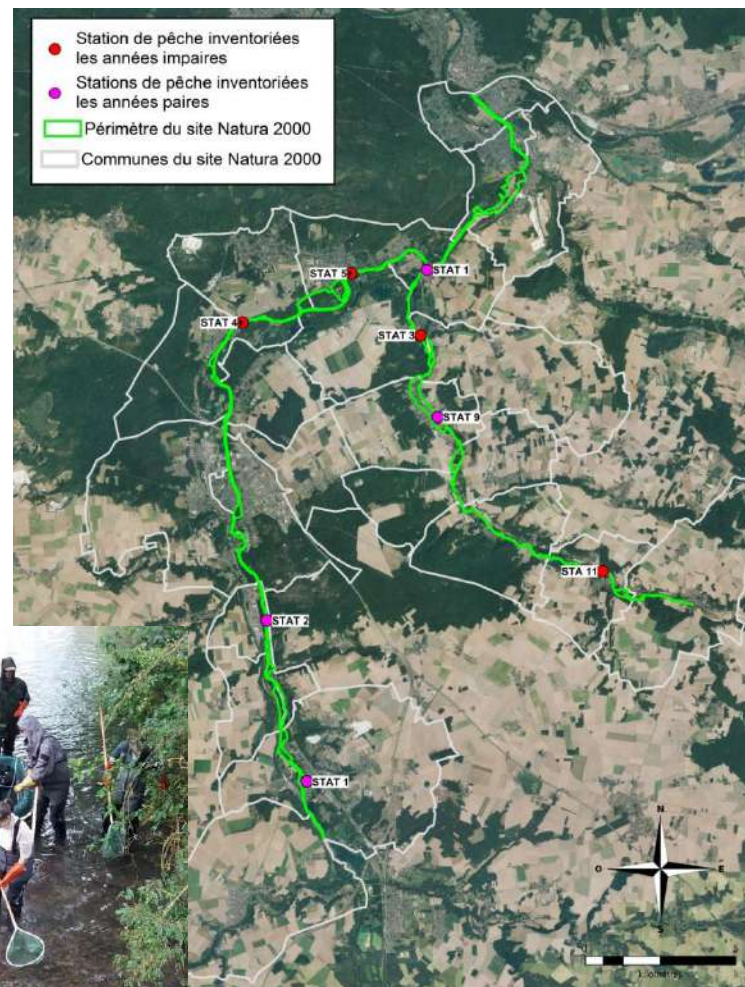 Station de pêche inventoriées
les années impaires
Stations de pêche inventoriées
les années paires
Périmètre du site Natura 2000
Communes du site Natura 2000
STAT 5
STAT 1
STAT 4
STAT 3
STAT 9
STA 11
STAT 2
STAT 1
N
O
E
S
kilomètres